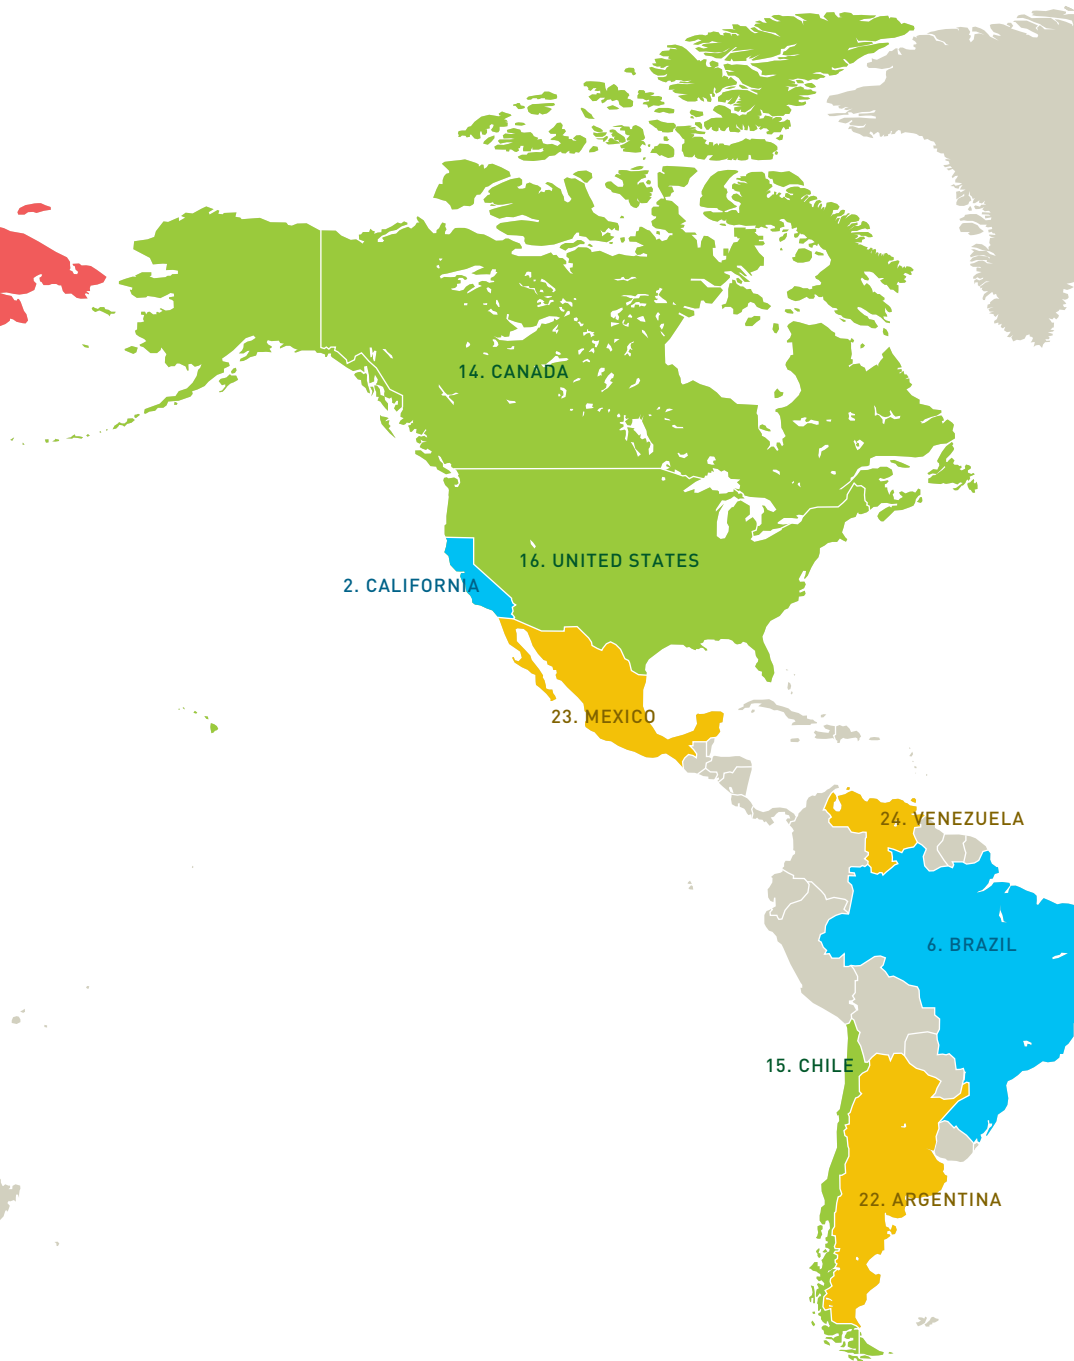 14. CANADA
16. UNITED STATES
2. CALIFORNIA
23. MEXICO
24. VENEZUELA
6. BRAZIL
15. CHILE
22. ARGENTINA